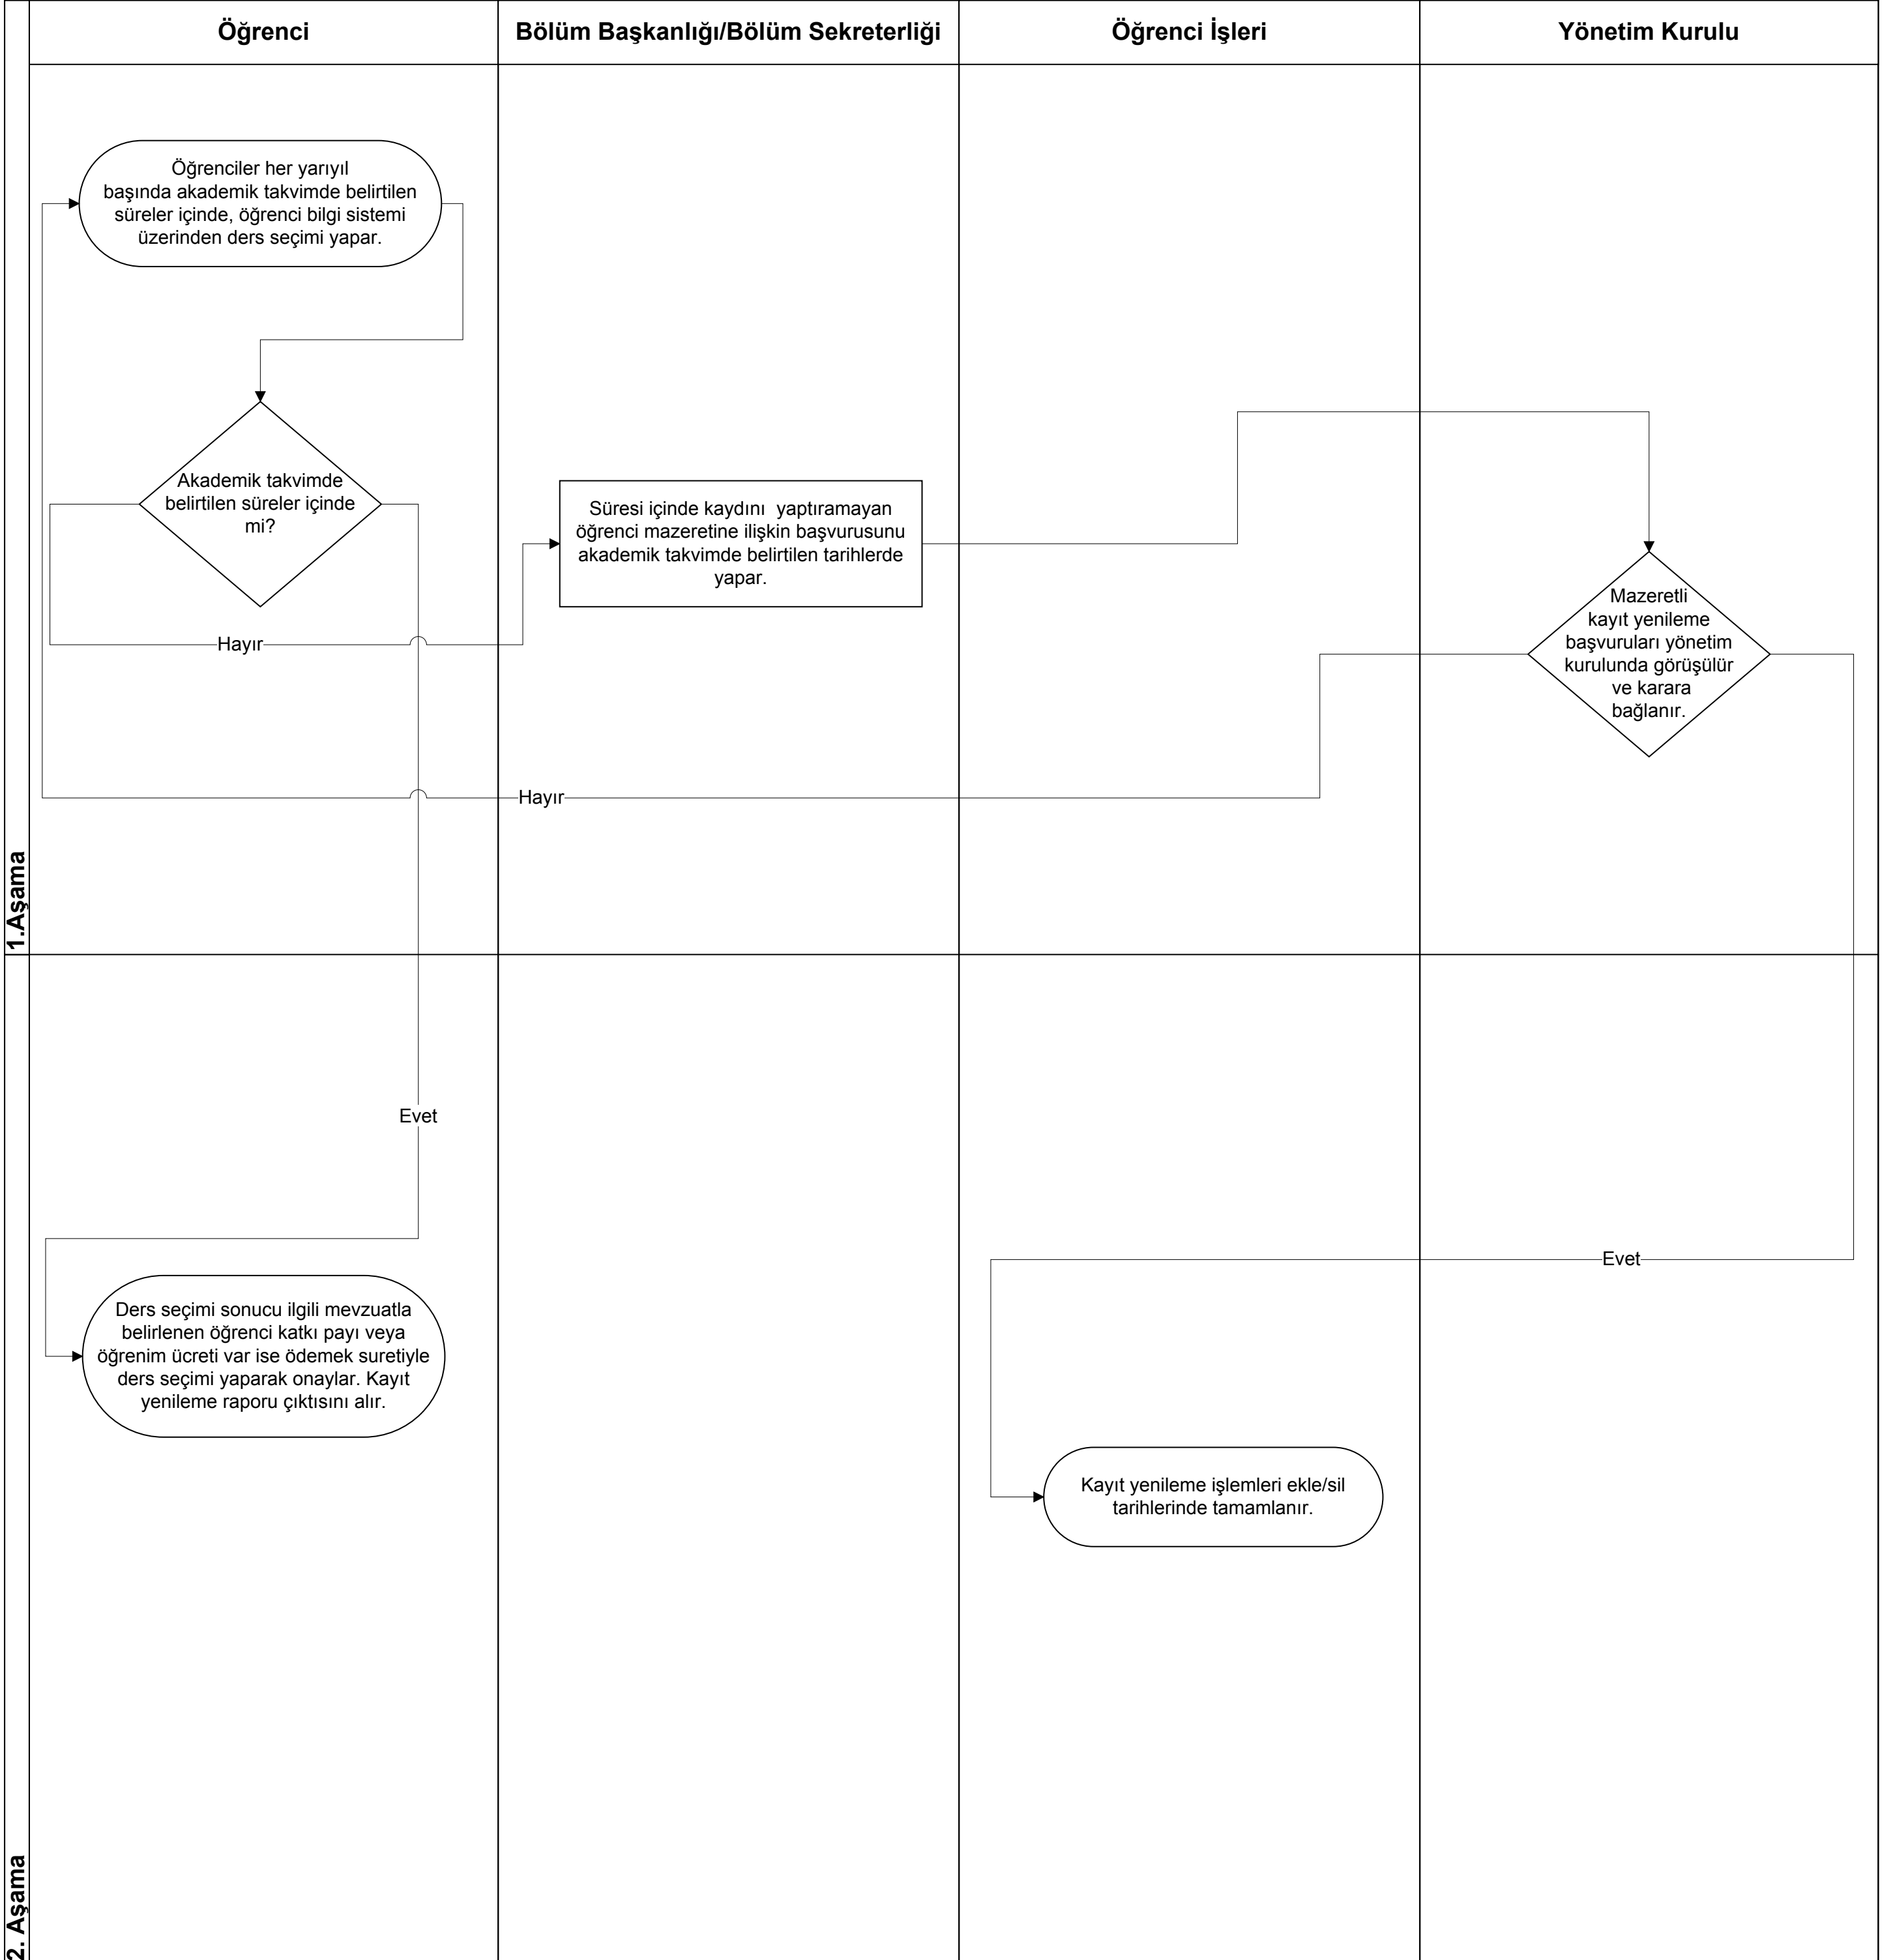 Öğrenci
Bölüm Başkanlığı/Bölüm Sekreterliği
Öğrenci İşleri
Yönetim Kurulu
1.Aşama
Öğrenciler her yarıyıl
başında akademik takvimde belirtilen
süreler içinde, öğrenci bilgi sistemi
üzerinden ders seçimi yapar.
Akademik takvimde
belirtilen süreler içinde
mi?
Hayır
Süresi içinde kaydını yaptıramayan
öğrenci mazeretine ilişkin başvurusunu
akademik takvimde belirtilen tarihlerde
yapar.
Mazeretli
kayıt yenileme
başvuruları yönetim
kurulunda görüşülür
ve karara
bağlanır.
Hayır
2. Aşama
Evet
Evet
Ders seçimi sonucu ilgili mevzuatla
belirlenen öğrenci katkı payı veya
öğrenim ücreti var ise ödemek suretiyle
ders seçimi yaparak onaylar. Kayıt
yenileme raporu çıktısını alır.
Kayıt yenileme işlemleri ekle/sil
tarihlerinde tamamlanır.